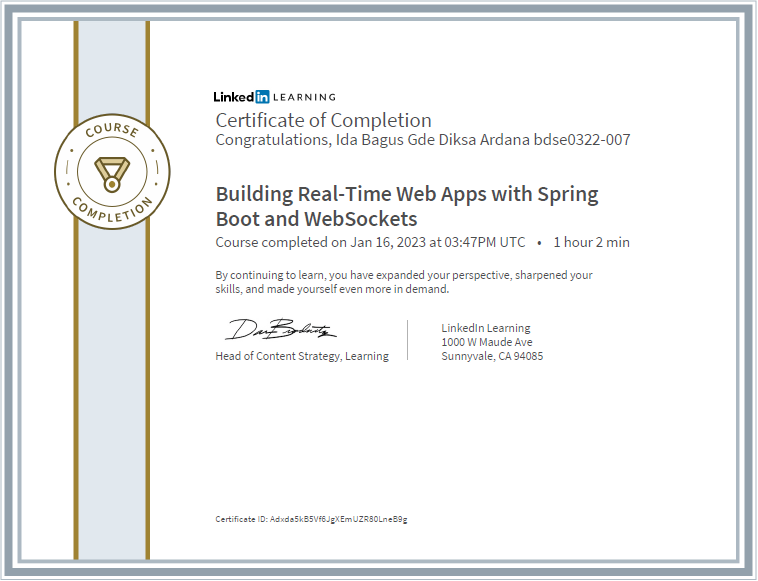 COURSE
COMPLETION
Linked in LEARNING
Certificate of Completion
Congratulations, Ida Bagus Gde Diksa Ardana bdse0322-007
Building Real-Time Web Apps with Spring
Boot and WebSockets
Course completed on Jan 16, 2023 at 03:47PM UTC • 1 hour 2 min
By continuing to learn, you have expanded your perspective, sharpened your
skills, and made yourself even more in demand.
Head of Content Strategy, Learning
LinkedIn Learning
1000 W Maude Ave
Sunnyvale, CA 94085
Certificate ID: Adxda5kB5Vf6JgXEmUZR80LneB9g